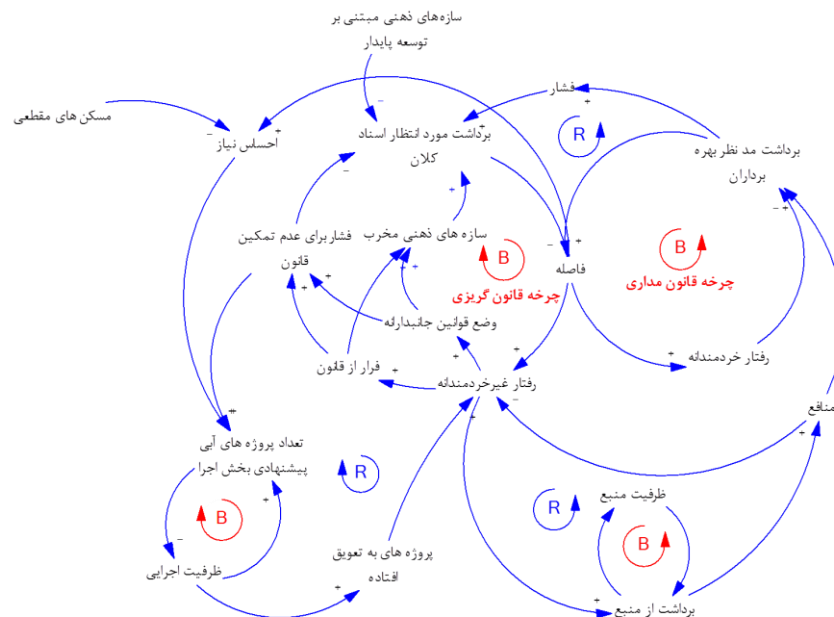 سازه‌های ذهنی مبتنی بر
توسعه پایدار
مسکن های مقطعی
احساس نیاز
برداشت مورد انتظار اسناد
کلان
فشار
R
برداشت مد نظر بهره
برداران
فشار برای عدم تمکین
قانون
سازه های ذهنی مخرب
B
چرخه قانون گریزی
فاصله
B
چرخه قانون مداری
وضع قوانین جانبدارانه
فرار از قانون
رفتار غیرخردمندانه
رفتار خردمندانه
منافع
تعداد پروژه های آبی
پیشنهادی بخش اجرا
R
B
ظرفیت اجرایی
پروژه های به تعویق
افتاده
ظرفیت منبع
R
B
برداشت از منبع